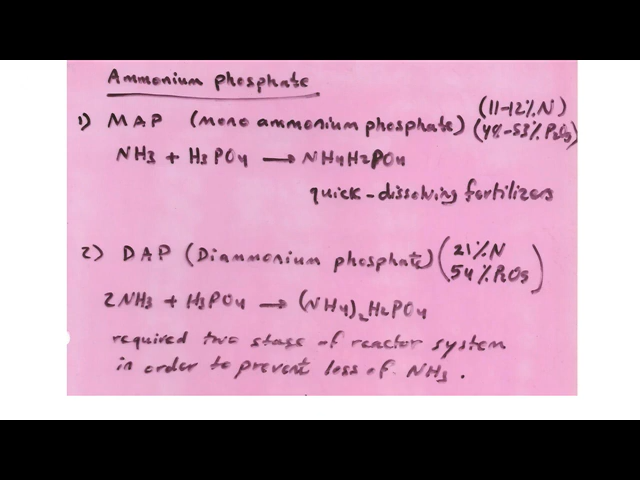 Ammonium phosphate
1) MAP (mono ammonium phosphate) (11-12% N) (48-53% P2O5)
NH3 + H3PO4 → NH4H2PO4
quick-dissolving fertilizers
2) DAP (Diammonium phosphate) (21% N 54% P2O5)
2NH3 + H3PO4 → (NH4)2H2PO4
required two stage of reactor system
in order to prevent loss of NH3.